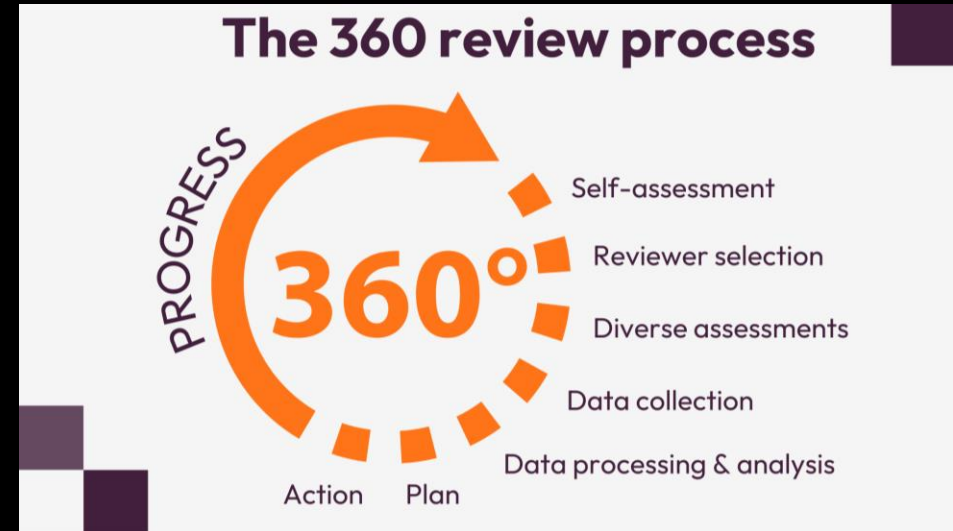 The 360 review process
PROGRESS
360°
Self-assessment
Reviewer selection
Diverse assessments
Data collection
Data processing & analysis
Plan
Action